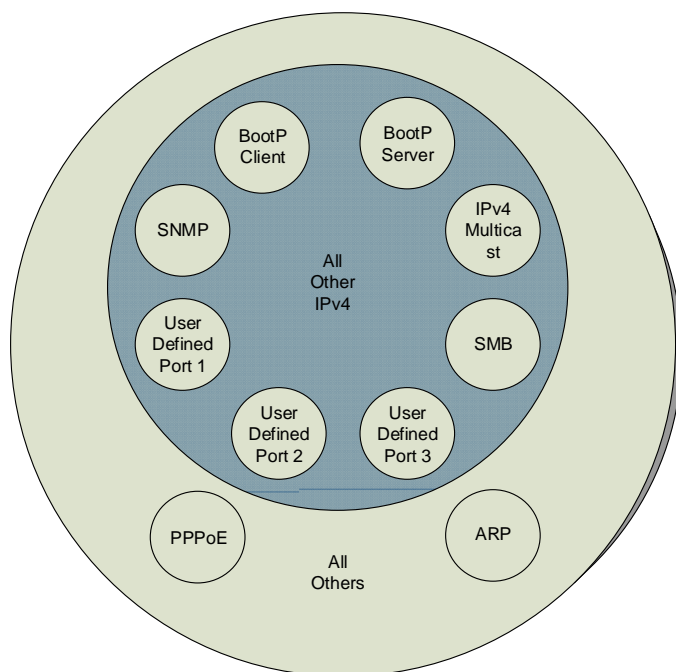 BootP
Client
BootP
Server
SNMP
IPv4
Multica
st
All
Other
IPv4
User
Defined
Port 1
SMB
User
Defined
Port 2
User
Defined
Port 3
PPPoE
ARP
All
Others